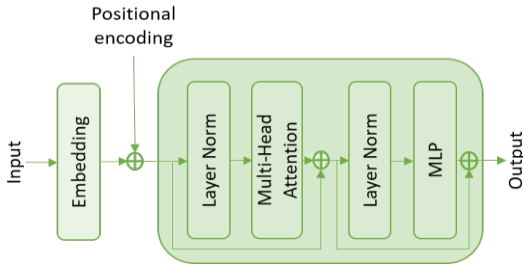 Positional
encoding
Input
Embedding
Layer Norm
Multi-Head
Attention
Layer Norm
MLP
Output